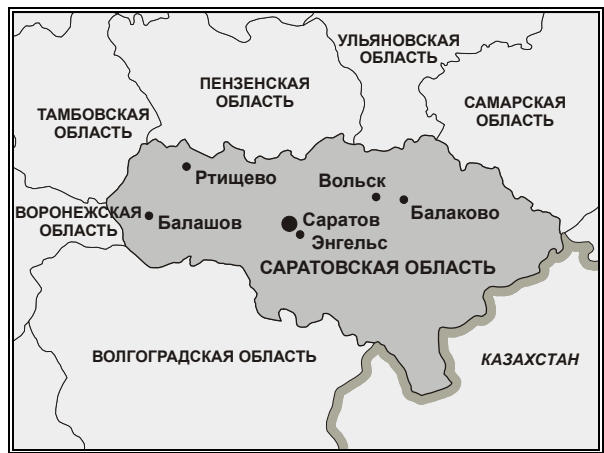 УЛЬЯНОВСКАЯ
ОБЛАСТЬ
ПЕНЗЕНСКАЯ
ОБЛАСТЬ
САМАРСКАЯ
ОБЛАСТЬ
ТАМБОВСКАЯ
ОБЛАСТЬ
Ртищево
Вольск
Балаково
ВОРОНЕЖСКАЯ
ОБЛАСТЬ
Балашов
Саратов
Энгельс
САРАТОВСКАЯ ОБЛАСТЬ
ВОЛГОГРАДСКАЯ ОБЛАСТЬ
КАЗАХСТАН